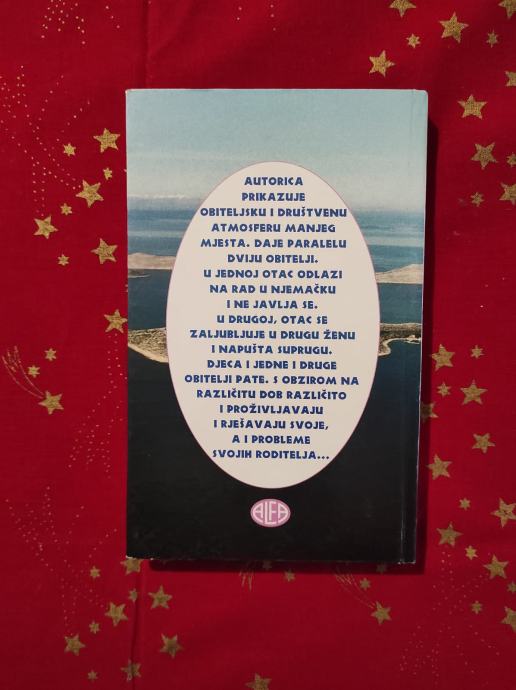 AUTORICA
PRIKAZUJE
OBITELJSKU I DRUŠTVENU
ATMOSFERU MANJEG
MJESTA. DAJE PARALELU
DVIJU OBITELJI.
U JEDNOJ OTAC ODLAZI
NA RAD U NJEMAČKU
I NE JAVLJA SE.
U DRUGOJ, OTAC SE
ZALJUBLJUJE U DRUGU ŽENU
I NAPUŠTA SUPRUGU.
DJECA I JEDNE I DRUGE
OBITELJI PATE. S OBZIROM NA
RAZLIČITU DOB RAZLIČITO
I PROŽIVLJAVAJU
I RJEŠAVAJU SVOJE,
A I PROBLEME
SVOJIH RODITELJA...
ALFA